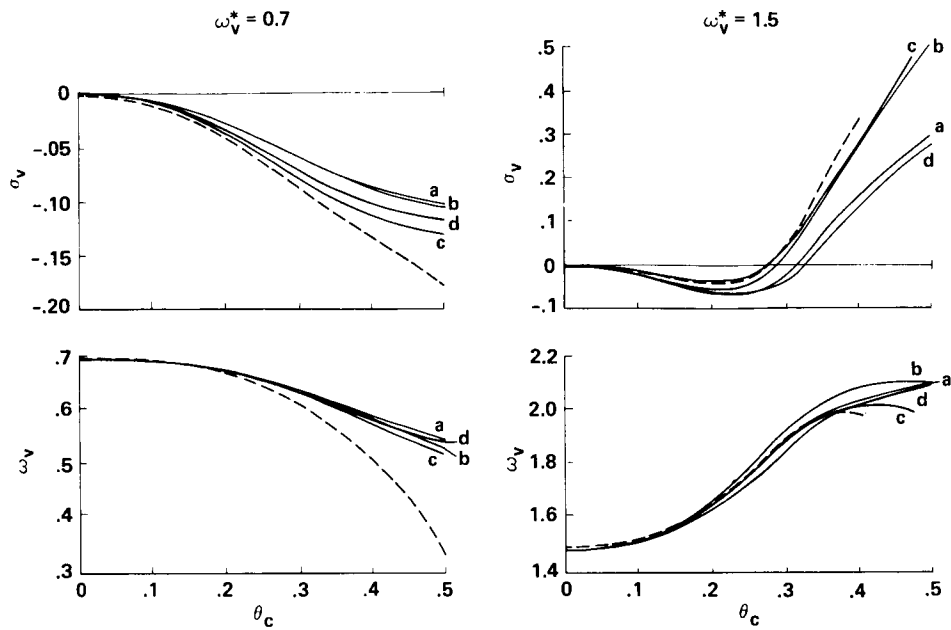 ω*v = 0.7
ω*v = 1.5
0
-.05
-.10
-.15
-.20
σv
a
b
d
c
.5
.4
.3
.2
.1
0
-.1
σv
c
b
a
d
.7
.6
.5
.4
.3
ωv
a
d
b
c
0 .1 .2 .3 .4 .5
θc
2.2
2.0
1.8
1.6
1.4
ωv
b
a
d
c
0 .1 .2 .3 .4 .5
θc